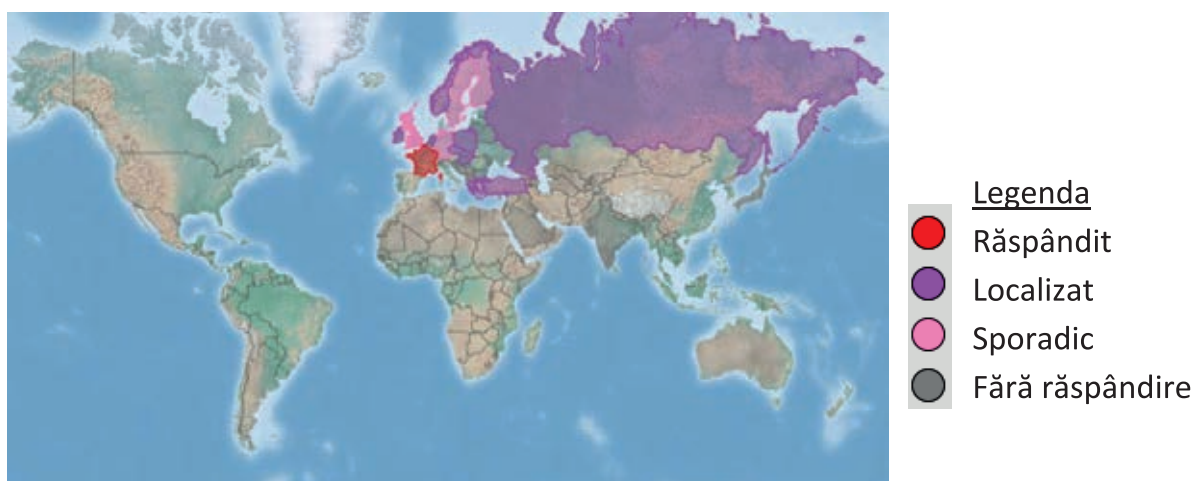 Legenda
Răspândit
Localizat
Sporadic
Fără răspândire